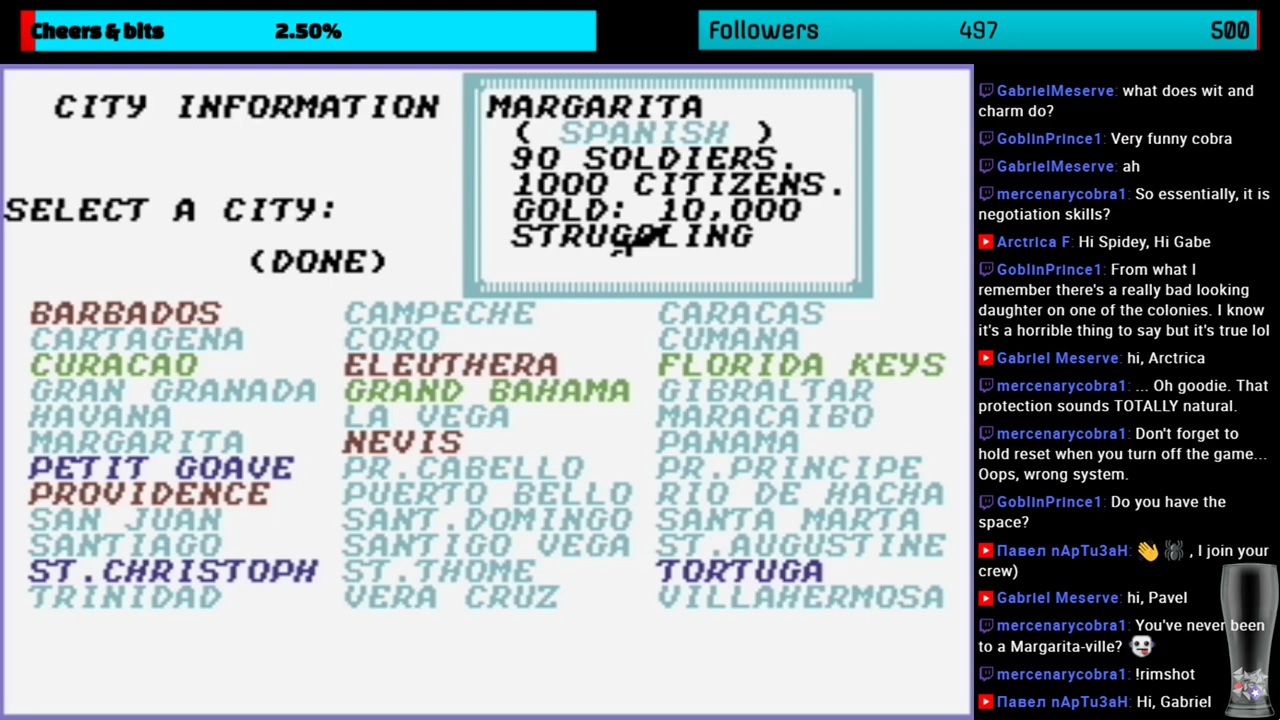 Cheers & bits 2.50%
Followers 497 500
CITY INFORMATION
SELECT A CITY:
(DONE)
MARGARITA
( SPANISH )
90 SOLDIERS.
1000 CITIZENS.
GOLD: 10,000
STRUGGLING
BARBADOS CAMPECHE CARACAS
CARTAGENA CORO CUMANA
CURACAO ELEUTHERA FLORIDA KEYS
GRAN GRANADA GRAND BAHAMA GIBRALTAR
HAVANA LA VEGA MARACAIBO
MARGARITA NEVIS PANAMA
PETIT GOAVE PR.CABELLO PR.PRINCIPE
PROVIDENCE PUERTO BELLO RIO DE HACHA
SAN JUAN SANT.DOMINGO SANTA MARTA
SANTIAGO SANTIGO VEGA ST.AUGUSTINE
ST.CHRISTOPH ST.THOME TORTUGA
TRINIDAD VERA CRUZ VILLAHERMOSA
GabrielMeserve: what does wit and
charm do?
GoblinPrince1: Very funny cobra
GabrielMeserve: ah
mercenarycobra1: So essentially, it is
negotiation skills?
Arctrica F: Hi Spidey, Hi Gabe
GoblinPrince1: From what I
remember there's a really bad looking
daughter on one of the colonies. I know
it's a horrible thing to say but it's true lol
Gabriel Meserve: hi, Arctrica
mercenarycobra1: ... Oh goodie. That
protection sounds TOTALLY natural.
mercenarycobra1: Don't forget to
hold reset when you turn off the game...
Oops, wrong system.
GoblinPrince1: Do you have the
space?
Павел nApTu3aH: 👋 🕷 , I join your
crew)
Gabriel Meserve: hi, Pavel
mercenarycobra1: You've never been
to a Margarita-ville? 👻
mercenarycobra1: !rimshot
Павел nApTu3aH: Hi, Gabriel